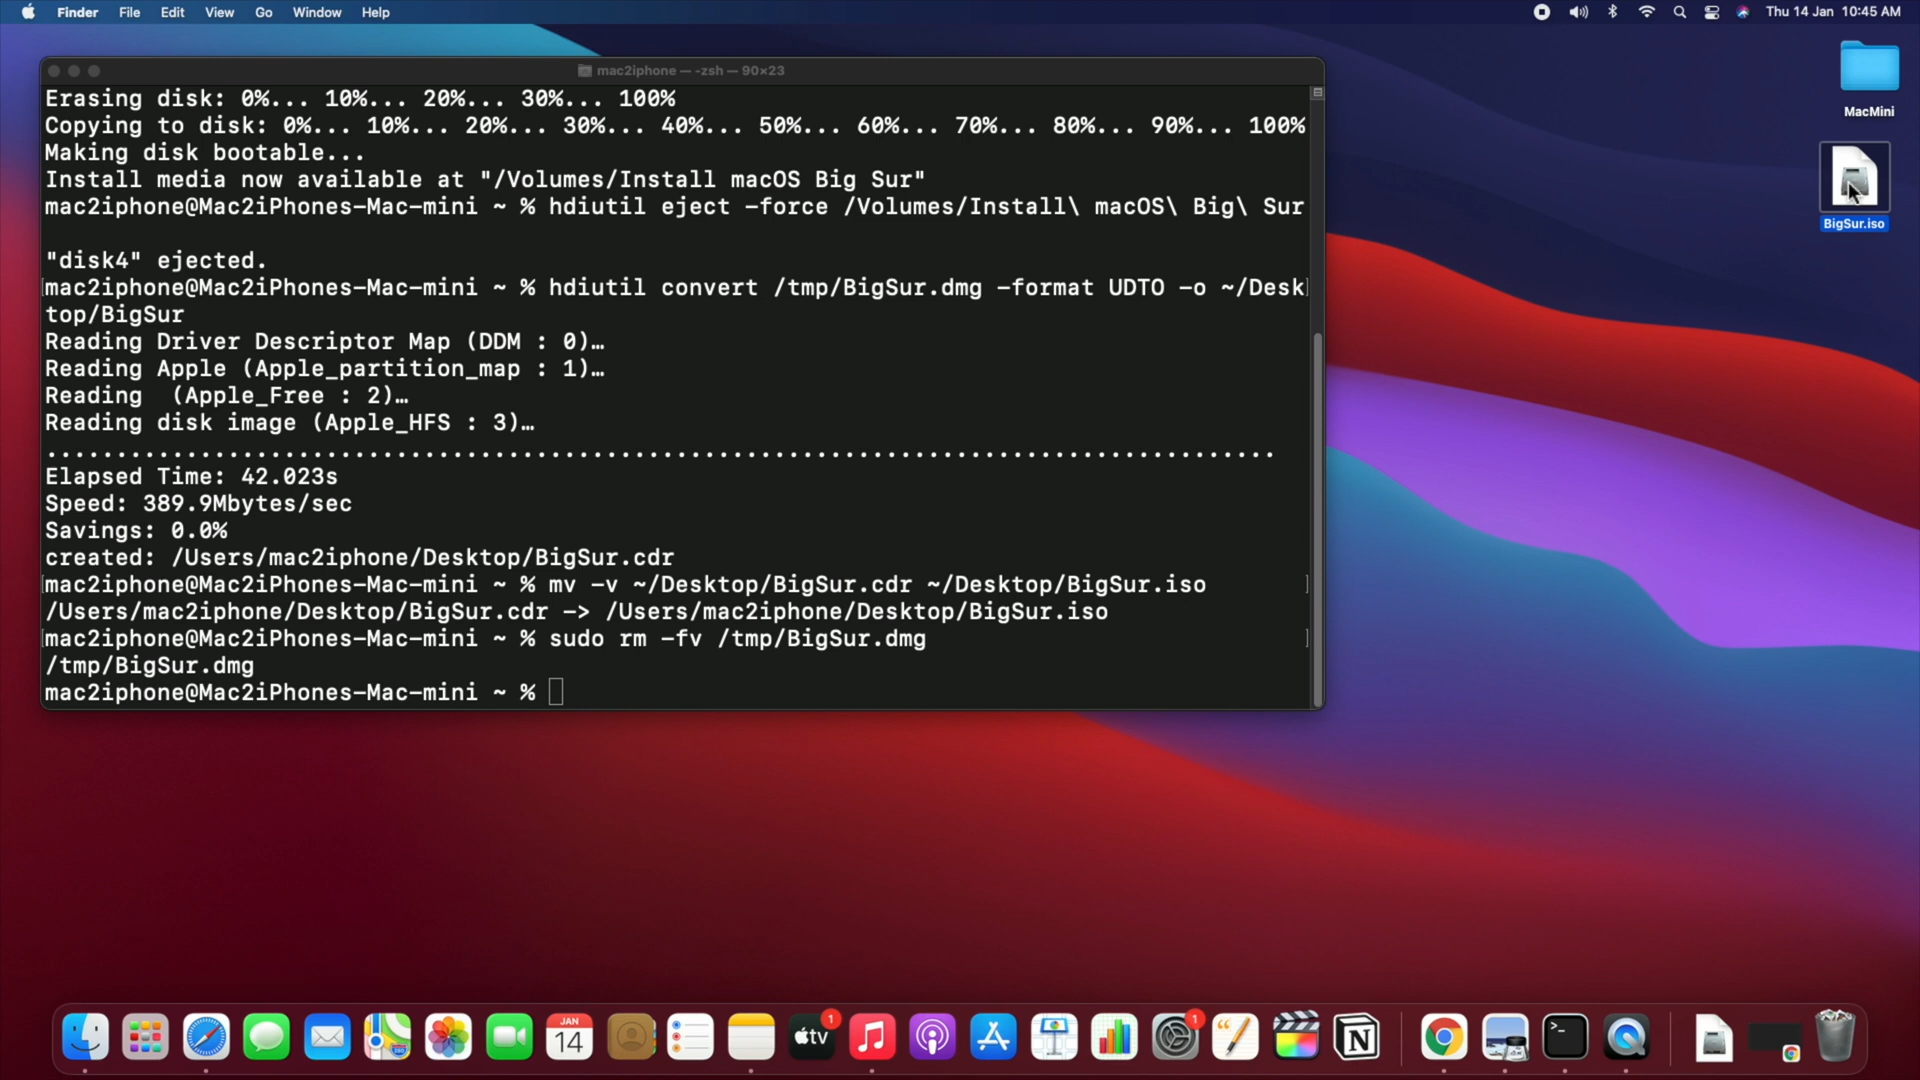 Finder File Edit View Go Window Help
Thu 14 Jan 10:45 AM
mac2iphone — -zsh — 90×23
Erasing disk: 0%... 10%... 20%... 30%... 100%
Copying to disk: 0%... 10%... 20%... 30%... 40%... 50%... 60%... 70%... 80%... 90%... 100%
Making disk bootable...
Install media now available at "/Volumes/Install macOS Big Sur"
mac2iphone@Mac2iPhones-Mac-mini ~ % hdiutil eject -force /Volumes/Install\ macOS\ Big\ Sur
"disk4" ejected.
[mac2iphone@Mac2iPhones-Mac-mini ~ % hdiutil convert /tmp/BigSur.dmg -format UDTO -o ~/Desk]
top/BigSur
Reading Driver Descriptor Map (DDM : 0)…
Reading Apple (Apple_partition_map : 1)…
Reading  (Apple_Free : 2)…
Reading disk image (Apple_HFS : 3)…
........................................................................................
Elapsed Time: 42.023s
Speed: 389.9Mbytes/sec
Savings: 0.0%
created: /Users/mac2iphone/Desktop/BigSur.cdr
[mac2iphone@Mac2iPhones-Mac-mini ~ % mv -v ~/Desktop/BigSur.cdr ~/Desktop/BigSur.iso ]
/Users/mac2iphone/Desktop/BigSur.cdr -> /Users/mac2iphone/Desktop/BigSur.iso
[mac2iphone@Mac2iPhones-Mac-mini ~ % sudo rm -fv /tmp/BigSur.dmg ]
/tmp/BigSur.dmg
mac2iphone@Mac2iPhones-Mac-mini ~ %
MacMini
BigSur.iso
JAN
14
tv
1
1
>_